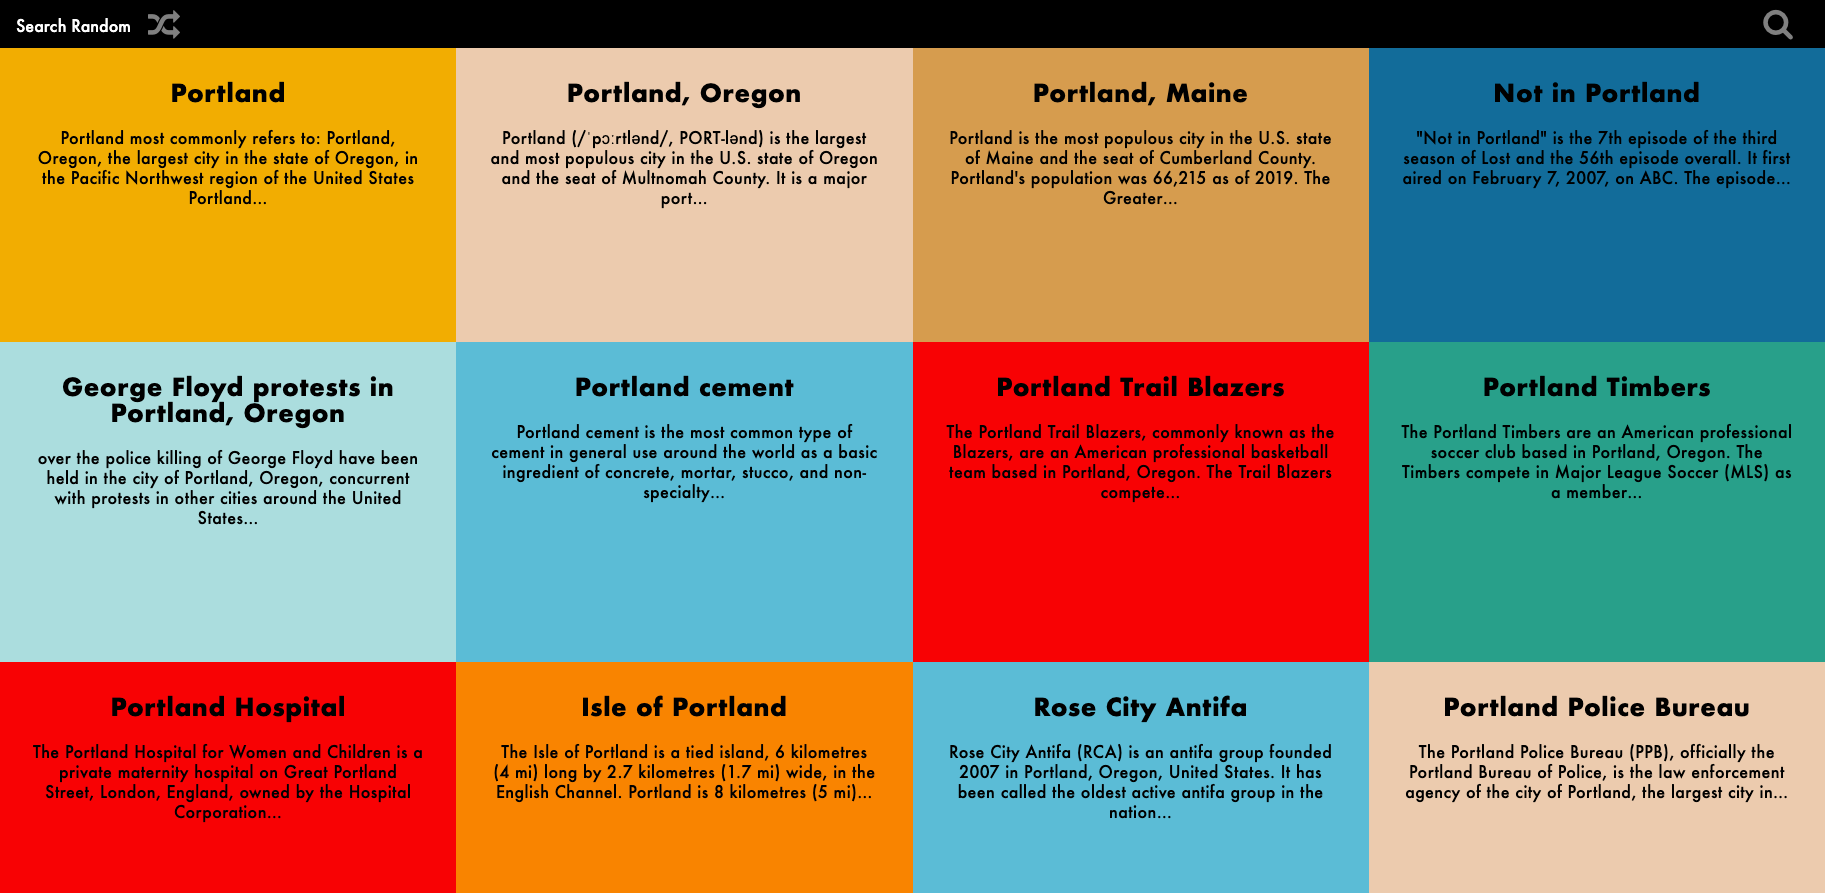 Search Random
Portland
Portland most commonly refers to: Portland,
Oregon, the largest city in the state of Oregon, in
the Pacific Northwest region of the United States
Portland...
Portland, Oregon
Portland (/ˈpɔːrtlənd/, PORT-lənd) is the largest
and most populous city in the U.S. state of Oregon
and the seat of Multnomah County. It is a major
port...
Portland, Maine
Portland is the most populous city in the U.S. state
of Maine and the seat of Cumberland County.
Portland's population was 66,215 as of 2019. The
Greater...
Not in Portland
"Not in Portland" is the 7th episode of the third
season of Lost and the 56th episode overall. It first
aired on February 7, 2007, on ABC. The episode...
George Floyd protests in
Portland, Oregon
over the police killing of George Floyd have been
held in the city of Portland, Oregon, concurrent
with protests in other cities around the United
States...
Portland cement
Portland cement is the most common type of
cement in general use around the world as a basic
ingredient of concrete, mortar, stucco, and non-
specialty...
Portland Trail Blazers
The Portland Trail Blazers, commonly known as the
Blazers, are an American professional basketball
team based in Portland, Oregon. The Trail Blazers
compete...
Portland Timbers
The Portland Timbers are an American professional
soccer club based in Portland, Oregon. The
Timbers compete in Major League Soccer (MLS) as
a member...
Portland Hospital
The Portland Hospital for Women and Children is a
private maternity hospital on Great Portland
Street, London, England, owned by the Hospital
Corporation...
Isle of Portland
The Isle of Portland is a tied island, 6 kilometres
(4 mi) long by 2.7 kilometres (1.7 mi) wide, in the
English Channel. Portland is 8 kilometres (5 mi)...
Rose City Antifa
Rose City Antifa (RCA) is an antifa group founded
2007 in Portland, Oregon, United States. It has
been called the oldest active antifa group in the
nation...
Portland Police Bureau
The Portland Police Bureau (PPB), officially the
Portland Bureau of Police, is the law enforcement
agency of the city of Portland, the largest city in...